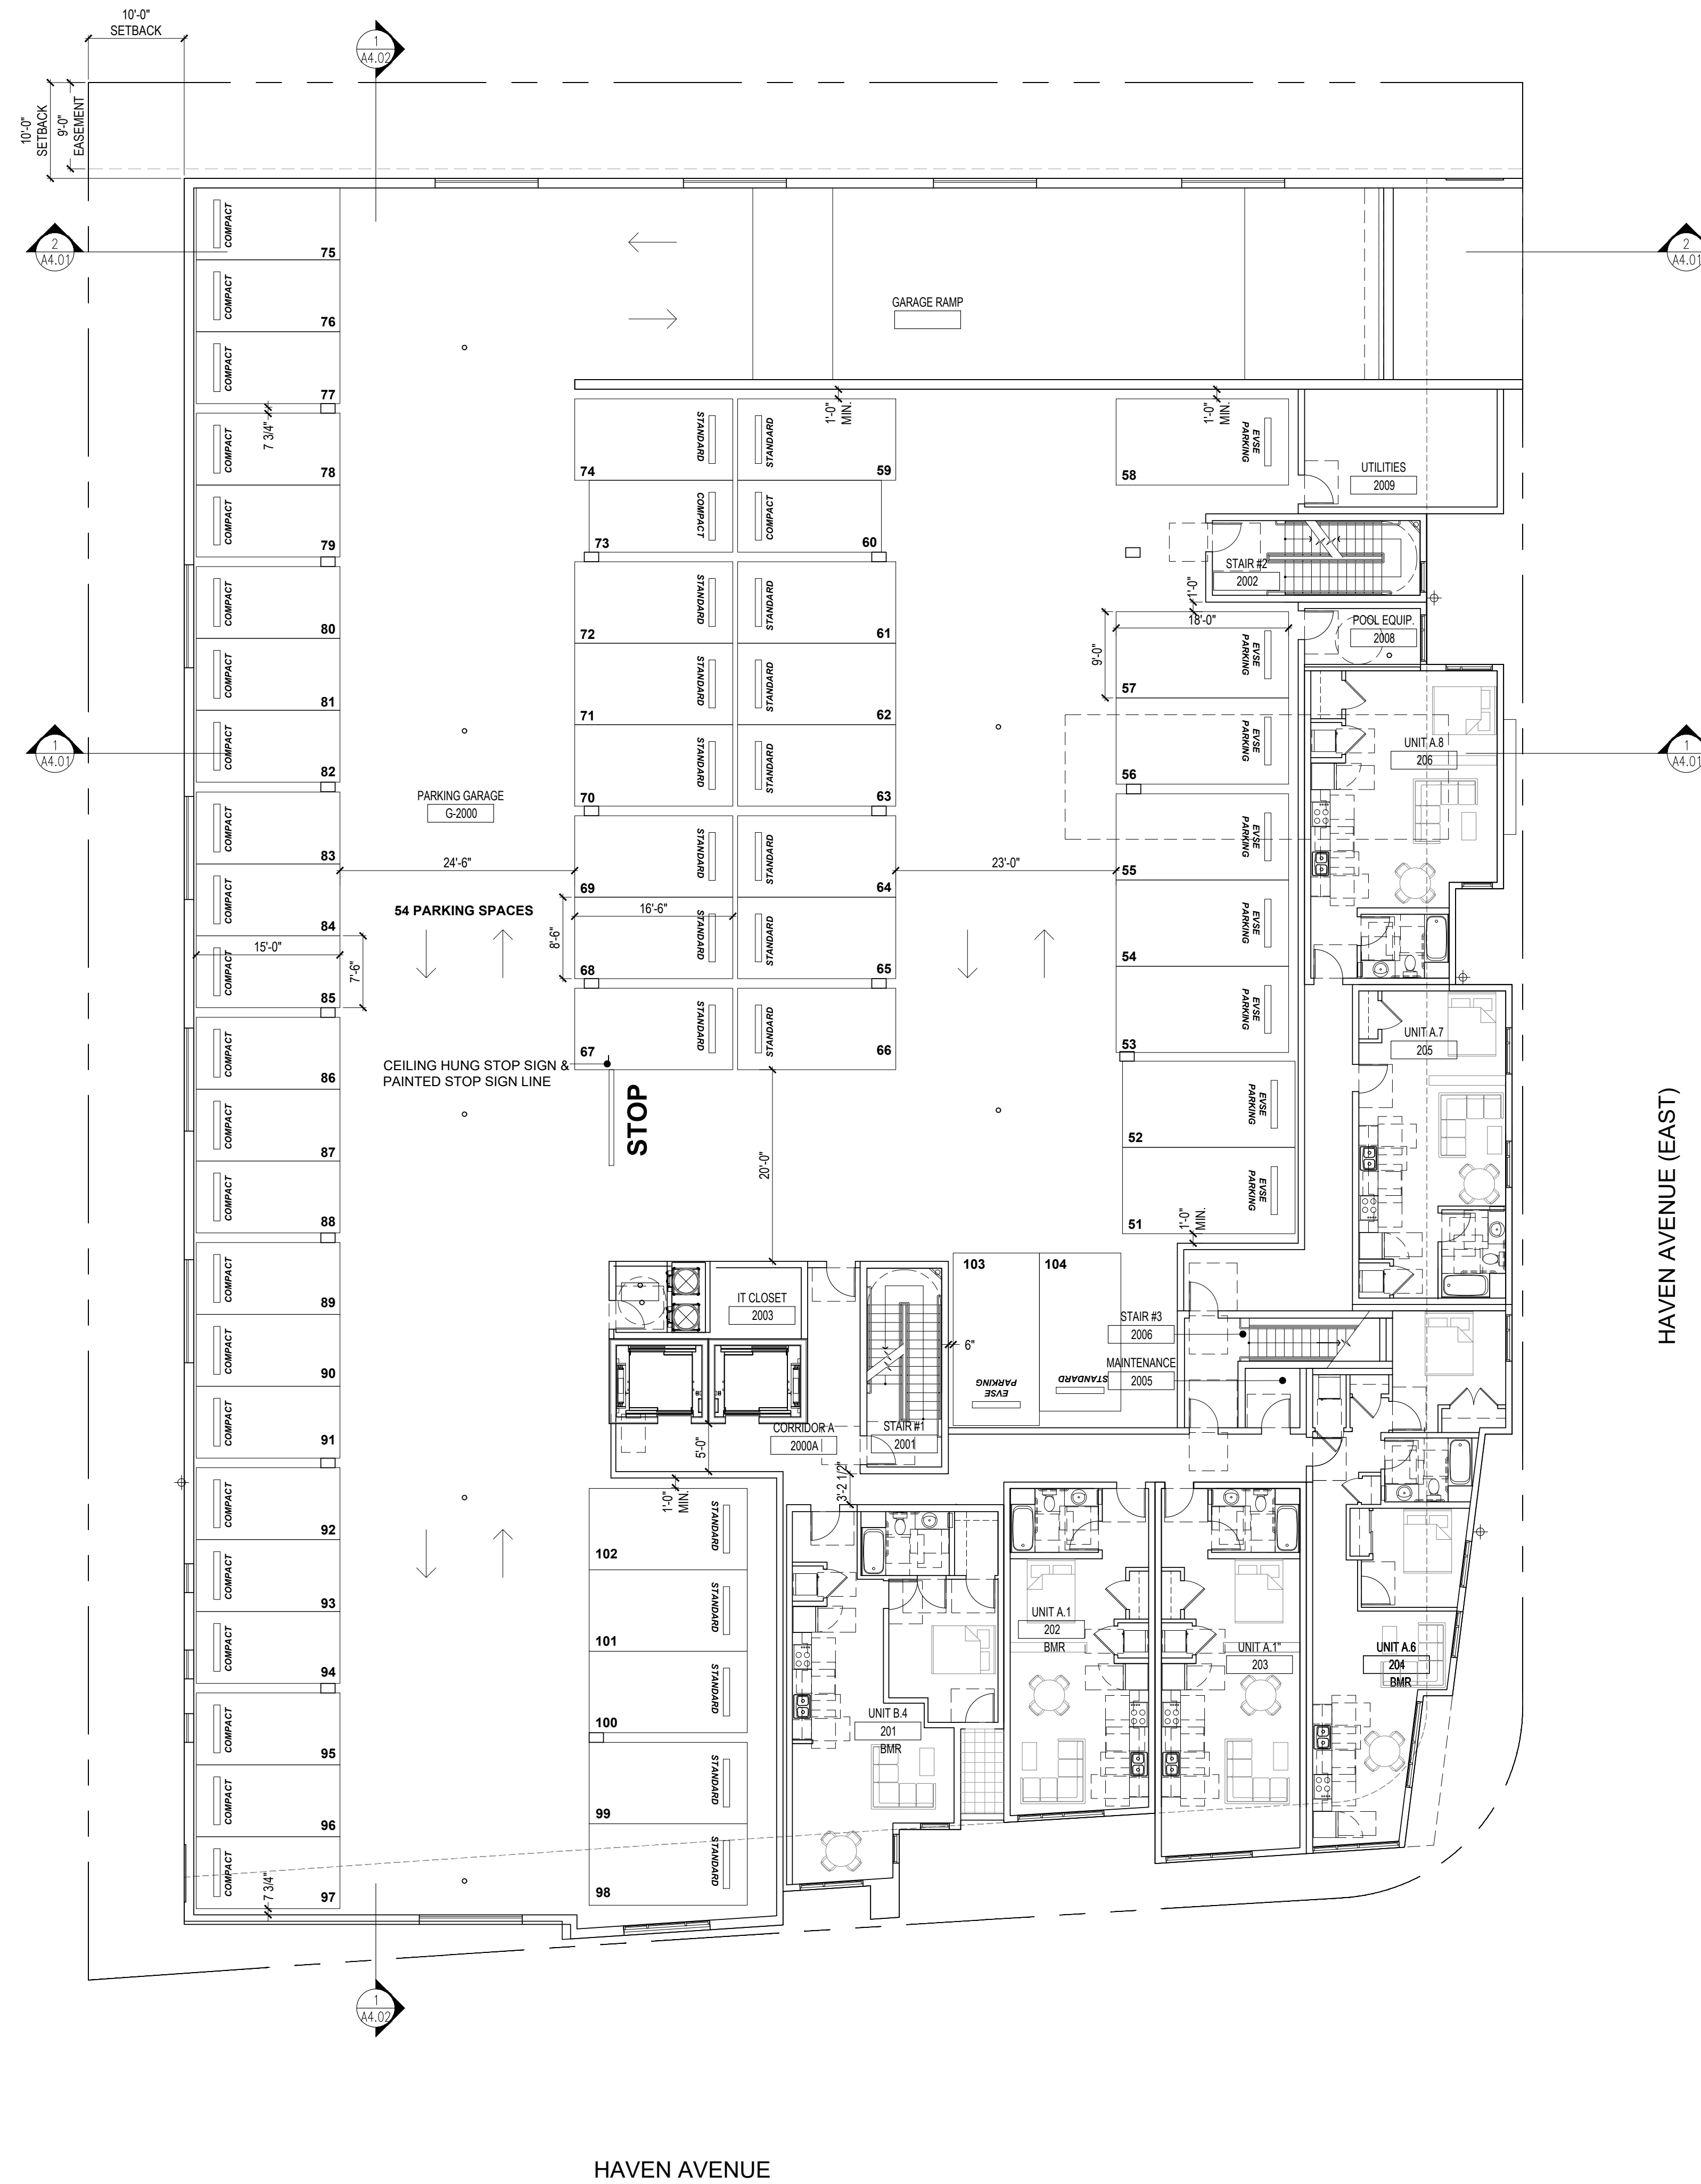 10'-0"
SETBACK
1
A4.02
10'-0"
SETBACK
9'-0"
EASEMENT
2
A4.01
2
A4.01
GARAGE RAMP
COMPACT
75
COMPACT
76
COMPACT
77
7 3/4"
COMPACT
78
COMPACT
79
COMPACT
80
COMPACT
81
COMPACT
82
COMPACT
83
COMPACT
84
15'-0"
7'-6"
COMPACT
85
COMPACT
86
COMPACT
87
COMPACT
88
COMPACT
89
COMPACT
90
COMPACT
91
COMPACT
92
COMPACT
93
COMPACT
94
COMPACT
95
COMPACT
96
COMPACT
97
7 3/4"
1
A4.01
1
A4.01
PARKING GARAGE
G-2000
24'-6"
54 PARKING SPACES
CEILING HUNG STOP SIGN &
PAINTED STOP SIGN LINE
STOP
STANDARD
74
COMPACT
73
STANDARD
72
STANDARD
71
STANDARD
70
STANDARD
69
16'-6"
8'-6"
STANDARD
68
STANDARD
67
1'-0"
MIN.
STANDARD
59
COMPACT
60
STANDARD
61
STANDARD
62
STANDARD
63
STANDARD
64
STANDARD
65
STANDARD
66
23'-0"
20'-0"
1'-0"
MIN.
EVSE
PARKING
58
1'-0"
18'-0"
9'-0"
EVSE
PARKING
57
EVSE
PARKING
56
EVSE
PARKING
55
EVSE
PARKING
54
EVSE
PARKING
53
EVSE
PARKING
52
EVSE
PARKING
51
1'-0"
MIN.
UTILITIES
2009
STAIR #2
2002
POOL EQUIP.
2008
UNIT A.8
206
UNIT A.7
205
HAVEN AVENUE (EAST)
103
104
EVSE
PARKING
STANDARD
6"
IT CLOSET
2003
STAIR #3
2006
MAINTENANCE
2005
CORRIDOR A
2000A
STAIR #1
2001
5'-0"
3'-2 1/2"
1'-0"
MIN.
STANDARD
102
STANDARD
101
STANDARD
100
STANDARD
99
STANDARD
98
UNIT B.4
201
BMR
UNIT A.1
202
BMR
UNIT A.1"
203
UNIT A.6
204
BMR
1
A4.02
HAVEN AVENUE